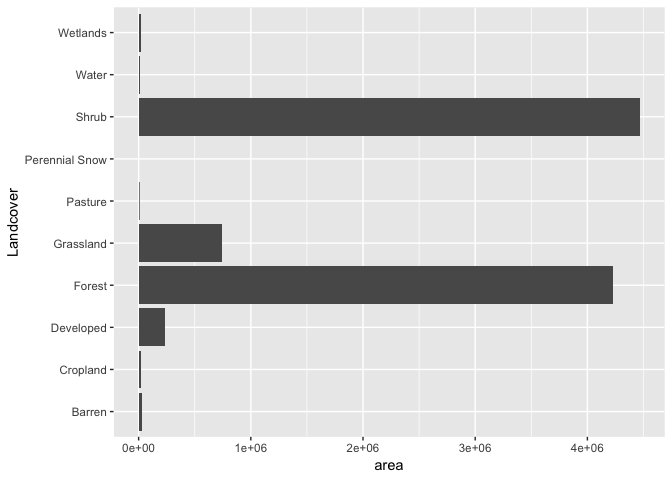 Wetlands
Water
Shrub
Perennial Snow
Pasture
Grassland
Forest
Developed
Cropland
Barren
Landcover
0e+00 1e+06 2e+06 3e+06 4e+06
area